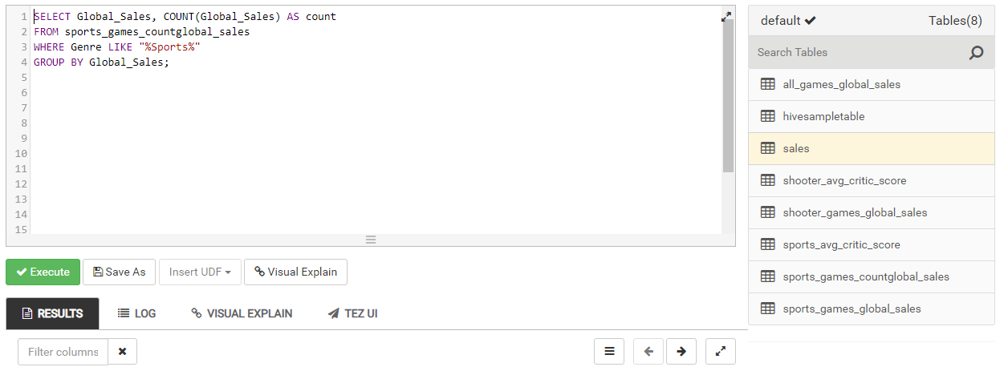 1 SELECT Global_Sales, COUNT(Global_Sales) AS count
2 FROM sports_games_countglobal_sales
3 WHERE Genre LIKE "%Sports%"
4 GROUP BY Global_Sales;
5
6
7
8
9
10
11
12
13
14
15
Execute Save As Insert UDF Visual Explain
RESULTS LOG VISUAL EXPLAIN TEZ UI
Filter columns
default Tables(8)
Search Tables
all_games_global_sales
hivesampletable
sales
shooter_avg_critic_score
shooter_games_global_sales
sports_avg_critic_score
sports_games_countglobal_sales
sports_games_global_sales